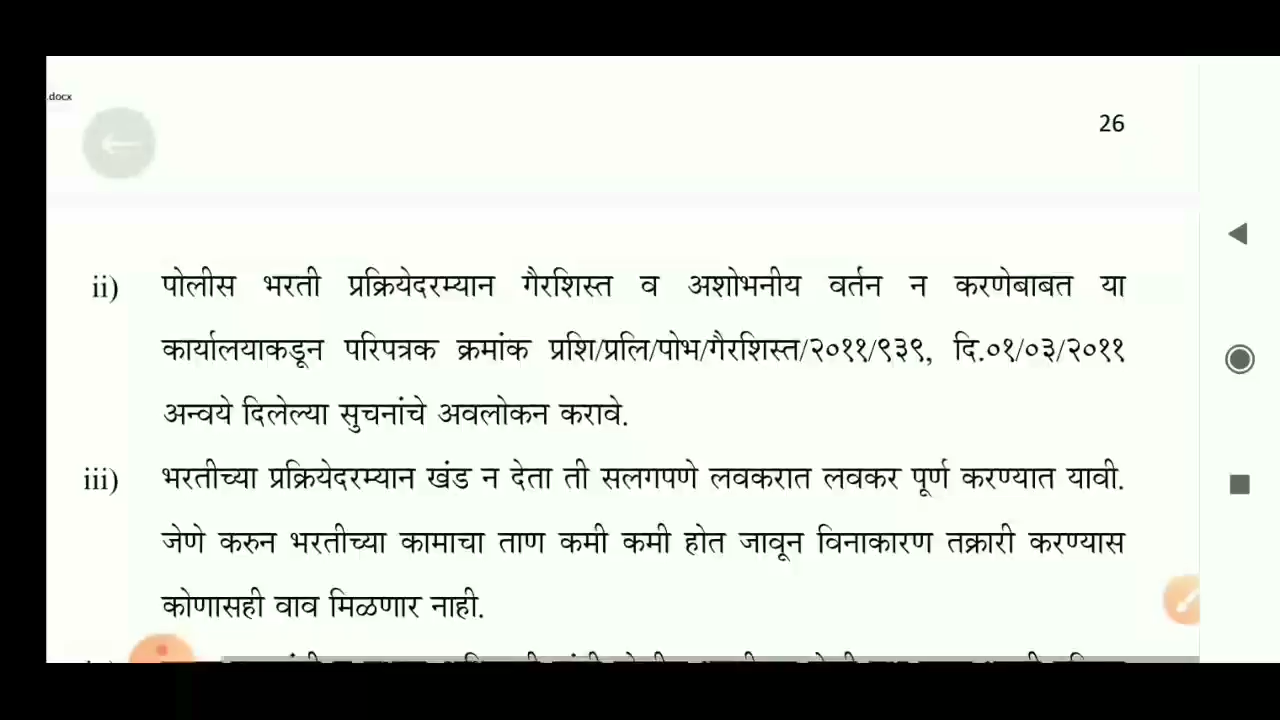 .docx
26
ii) पोलीस भरती प्रक्रियेदरम्यान गैरशिस्त व अशोभनीय वर्तन न करणेबाबत या
कार्यालयाकडून परिपत्रक क्रमांक प्रशि/प्रलि/पोभ/गैरशिस्त/२०११/९३९, दि.०१/०३/२०११
अन्वये दिलेल्या सुचनांचे अवलोकन करावे.
iii) भरतीच्या प्रक्रियेदरम्यान खंड न देता ती सलगपणे लवकरात लवकर पूर्ण करण्यात यावी.
जेणे करुन भरतीच्या कामाचा ताण कमी कमी होत जावून विनाकारण तक्रारी करण्यास
कोणासही वाव मिळणार नाही.